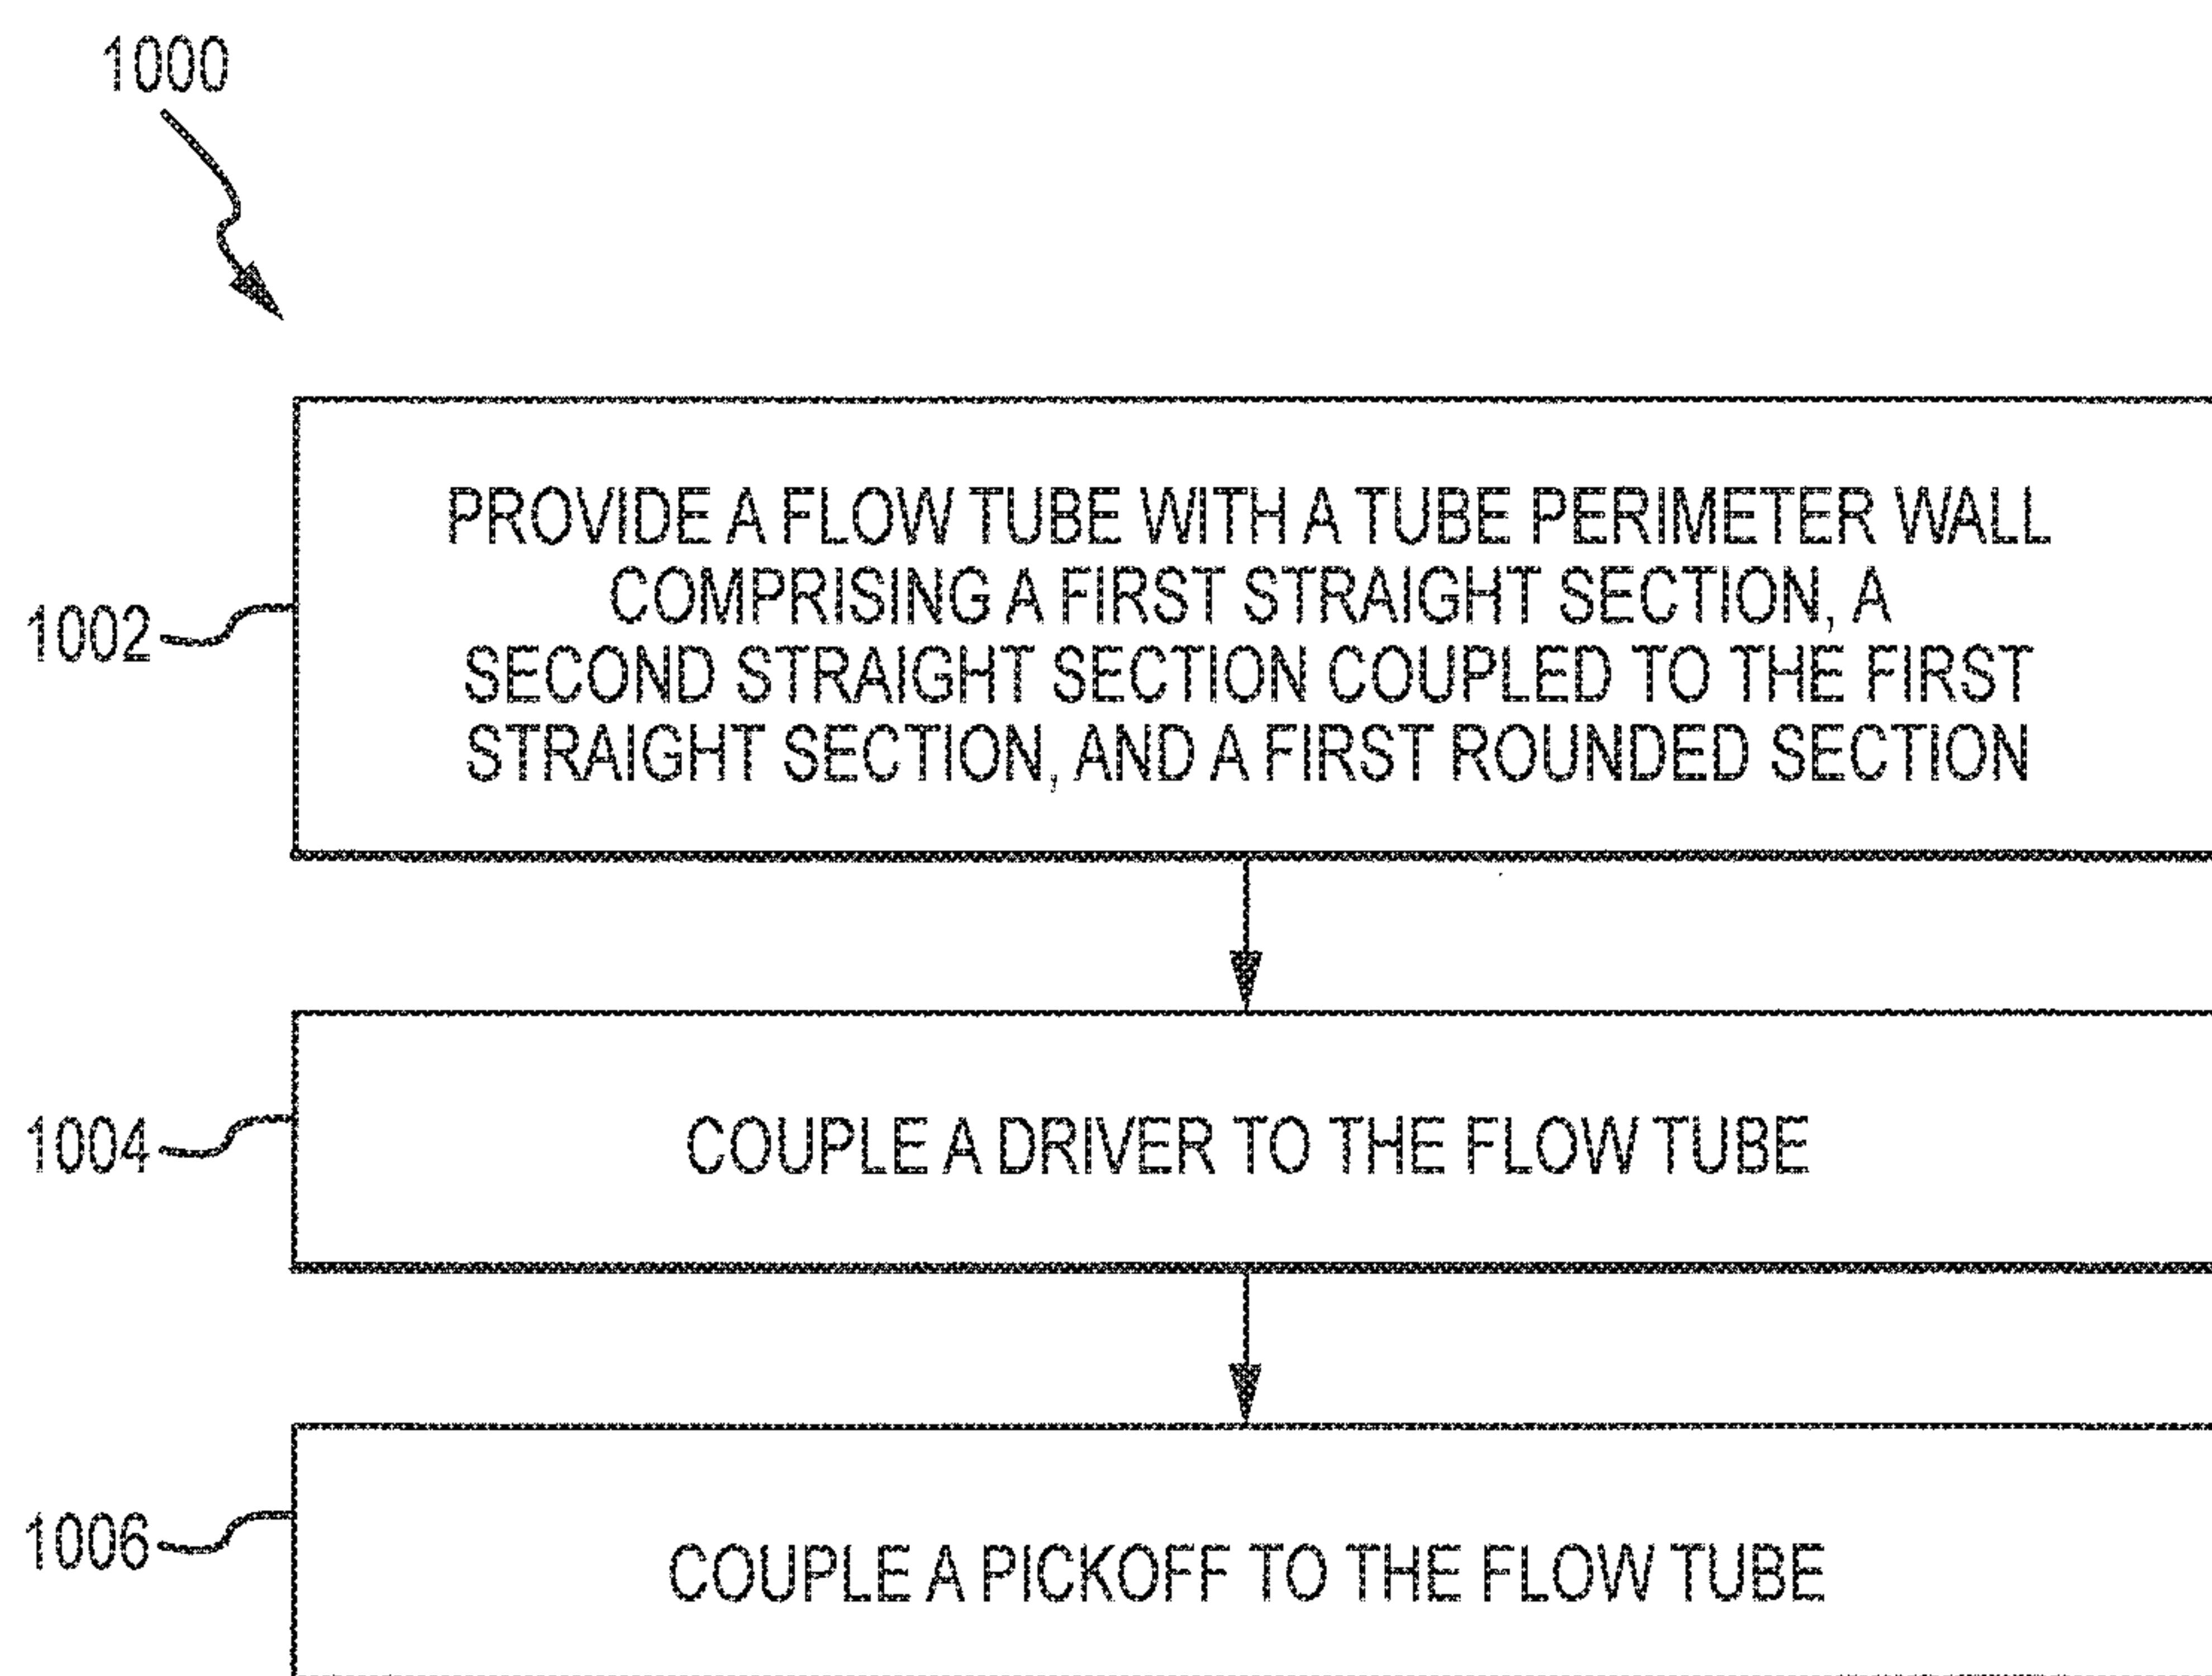 1000
PROVIDE A FLOW TUBE WITH A TUBE PERIMETER WALL
COMPRISING A FIRST STRAIGHT SECTION, A
1002
SECOND STRAIGHT SECTION COUPLED TO THE FIRST
STRAIGHT SECTION, AND A FIRST ROUNDED SECTION
1004
COUPLE A DRIVER TO THE FLOW TUBE
1006
COUPLE A PICKOFF TO THE FLOW TUBE